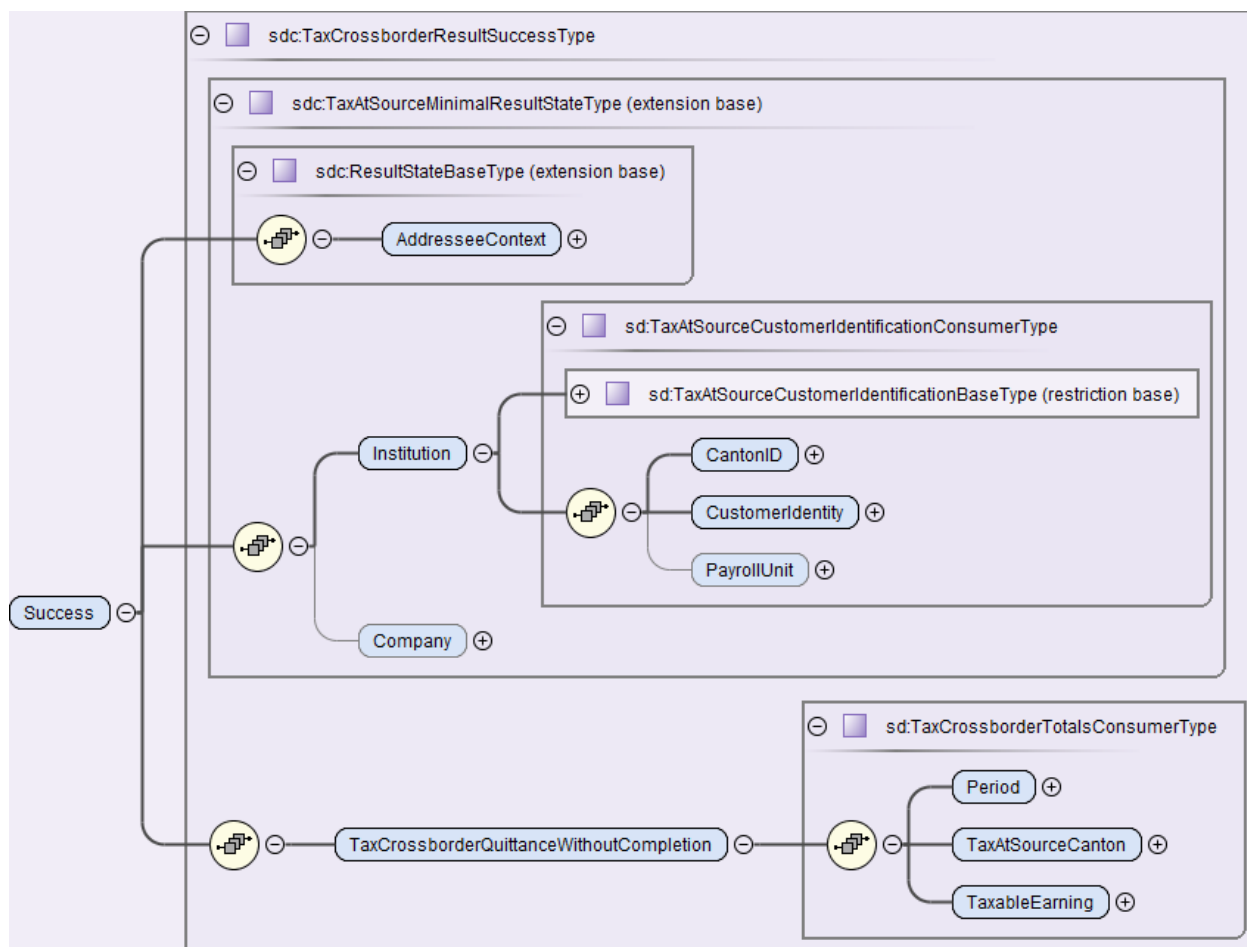 sdc:TaxCrossborderResultSuccessType
sdc:TaxAtSourceMinimalResultStateType (extension base)
sdc:ResultStateBaseType (extension base)
AddresseeContext
sd:TaxAtSourceCustomerIdentificationConsumerType
sd:TaxAtSourceCustomerIdentificationBaseType (restriction base)
Institution
CantonID
CustomerIdentity
PayrollUnit
Success
Company
sd:TaxCrossborderTotalsConsumerType
Period
TaxCrossborderQuittanceWithoutCompletion
TaxAtSourceCanton
TaxableEarning